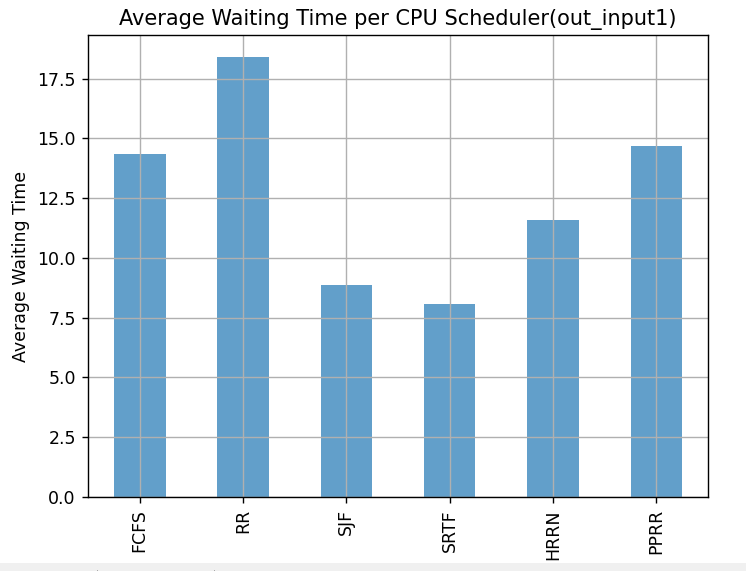 Average Waiting Time per CPU Scheduler(out_input1)
Average Waiting Time
17.5
15.0
12.5
10.0
7.5
5.0
2.5
0.0
FCFS
RR
SJF
SRTF
HRRN
PPRR